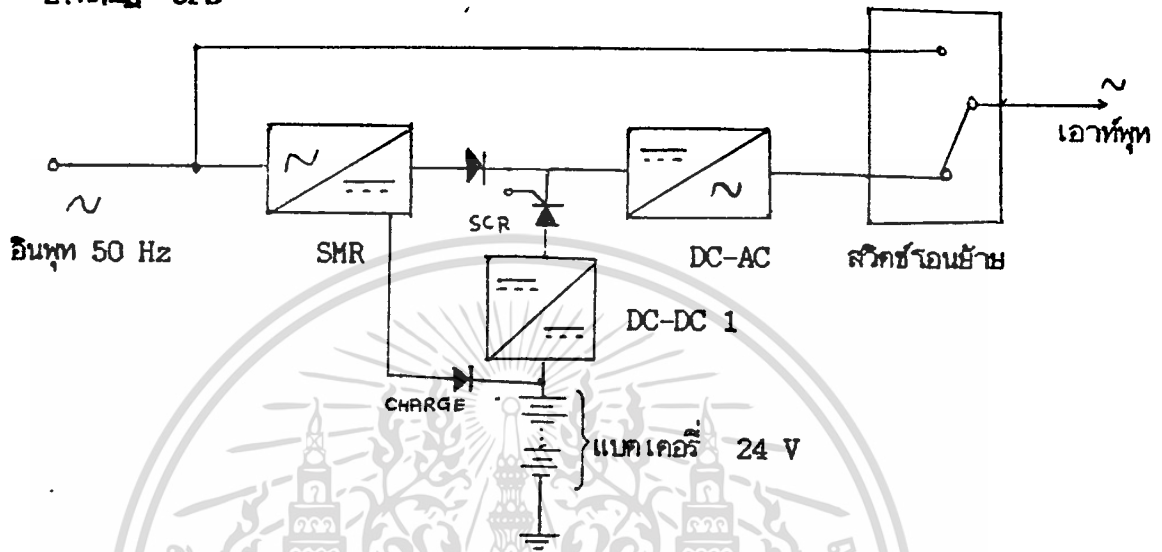 UPS
~
เอาท์พุท
~
SCR
~
~
อินพุท 50 Hz
SMR
DC-AC
สวิตช์โอนย้าย
DC-DC 1
CHARGE
แบตเตอรี่ 24 V